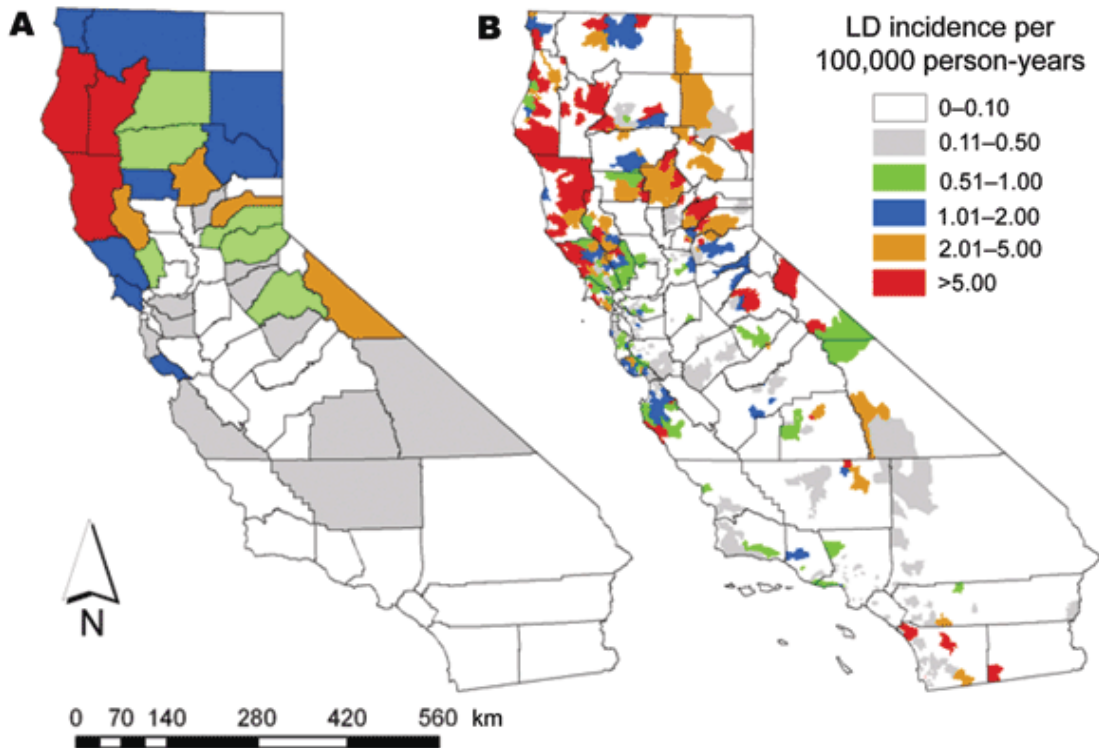 A
B
LD incidence per
100,000 person-years
0–0.10
0.11–0.50
0.51–1.00
1.01–2.00
2.01–5.00
>5.00
N
0 70 140 280 420 560 km